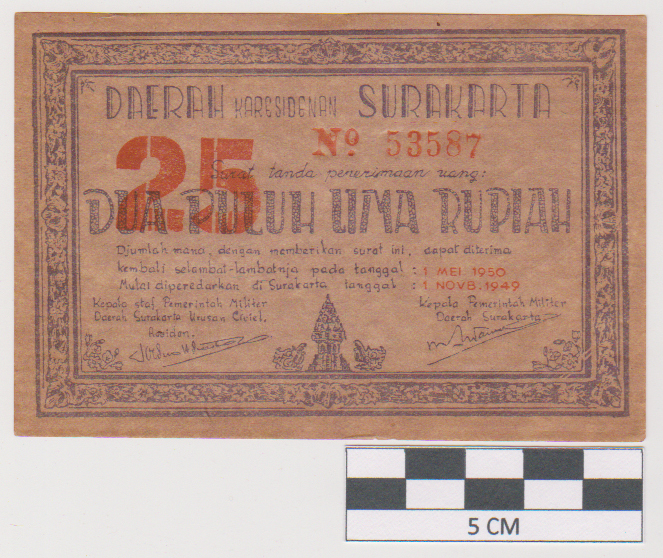 DAERAH KARESIDENAN SURAKARTA
25
Nº 53587
Surat tanda penerimaan uang:
DUA PULUH LIMA RUPIAH
Djumlah mana, dengan memberikan surat ini, dapat diterima
kembali selambat-lambatnja pada tanggal : 1 MEI 1950
Mulai diperedarkan di Surakarta tanggal : 1 NOVB. 1949
Kepala staf Pemerintah Militer
Daerah Surakarta Urusan Civiel.
Residen.
Kepala Pemerintah Militer
Daerah Surakarta
5 CM